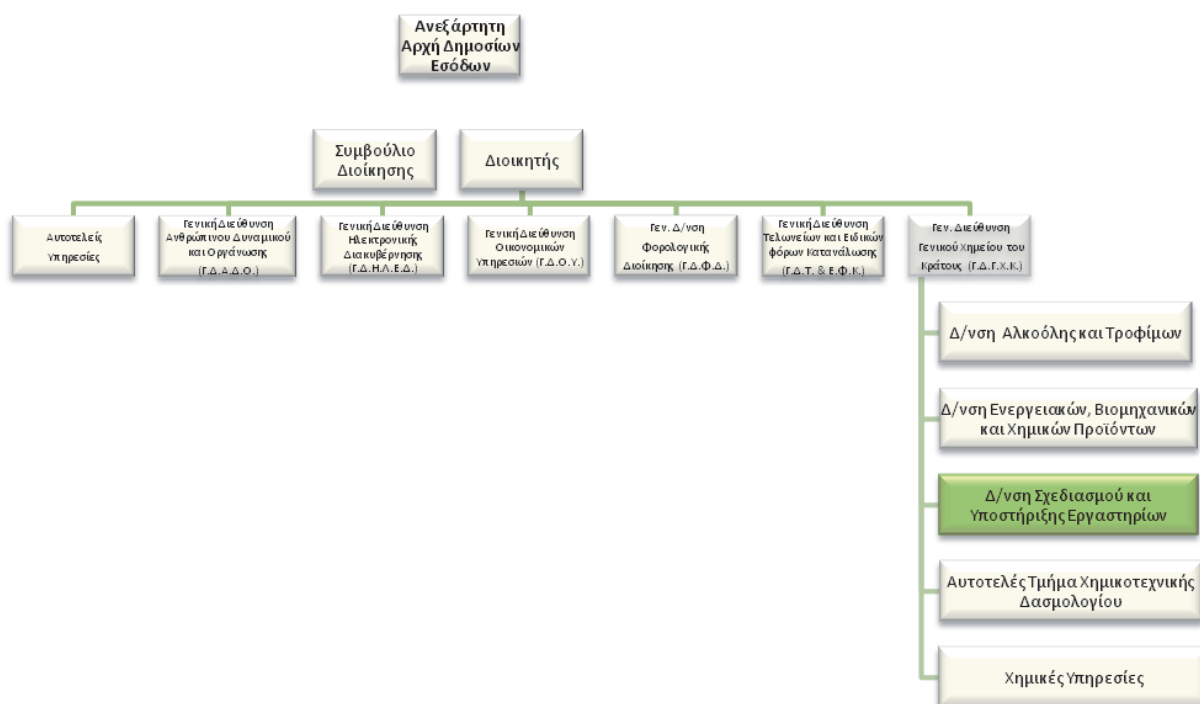 Ανεξάρτητη
Αρχή Δημοσίων
Εσόδων
Συμβούλιο
Διοίκησης
Διοικητής
Αυτοτελείς
Υπηρεσίες
Γενική Διεύθυνση
Ανθρώπινου Δυναμικού
και Οργάνωσης
(Γ.Δ.Α.Δ.Ο.)
Γενική Διεύθυνση
Ηλεκτρονικής
Διακυβέρνησης
(Γ.Δ.Η.Λ.Ε.Δ.)
Γενική Διεύθυνση
Οικονομικών
Υπηρεσιών (Γ.Δ.Ο.Υ.)
Γεν. Δ/νση
Φορολογικής
Διοίκησης (Γ.Δ.Φ.Δ.)
Γενική Διεύθυνση
Τελωνείων και Ειδικών
φόρων Κατανάλωσης
(Γ.Δ.Τ. & Ε.Φ.Κ.)
Γεν. Διεύθυνση
Γενικού Χημείου του
Κράτους (Γ.Δ.Γ.Χ.Κ.)
Δ/νση Αλκοόλης και Τροφίμων
Δ/νση Ενεργειακών, Βιομηχανικών
και Χημικών Προϊόντων
Δ/νση Σχεδιασμού και
Υποστήριξης Εργαστηρίων
Αυτοτελές Τμήμα Χημικοτεχνικής
Δασμολογίου
Χημικές Υπηρεσίες